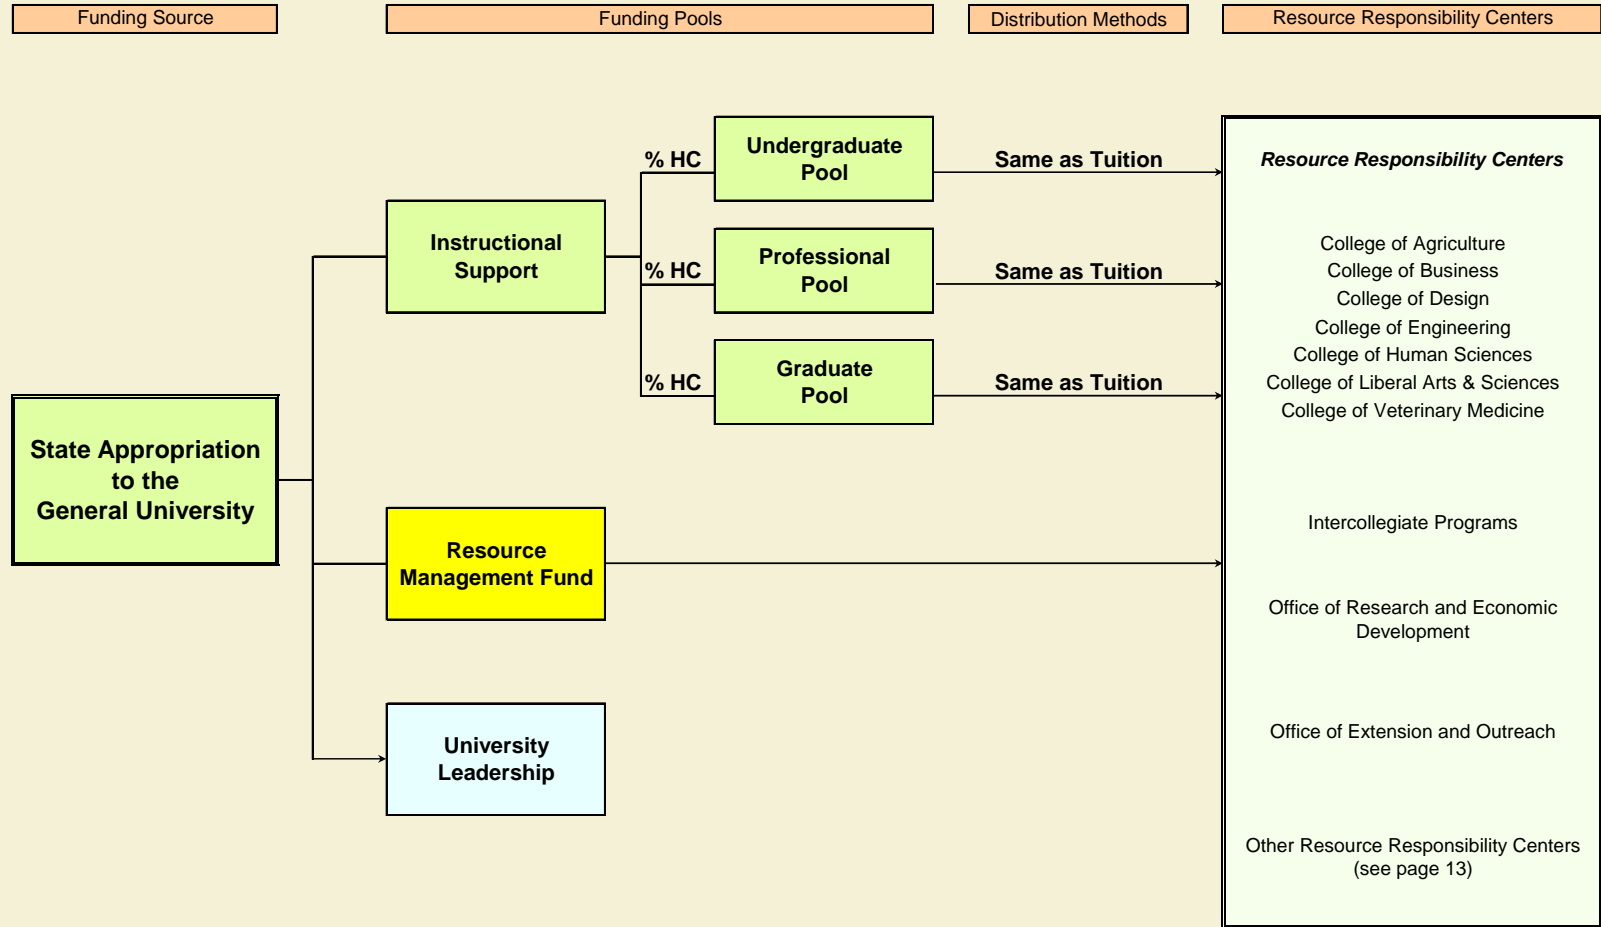 Funding Source
Funding Pools
Distribution Methods
Resource Responsibility Centers
State Appropriation
to the
General University
Instructional
Support
% HC
Undergraduate
Pool
Same as Tuition
% HC
Professional
Pool
Same as Tuition
% HC
Graduate
Pool
Same as Tuition
Resource
Management Fund
University
Leadership
Resource Responsibility Centers
College of Agriculture
College of Business
College of Design
College of Engineering
College of Human Sciences
College of Liberal Arts & Sciences
College of Veterinary Medicine
Intercollegiate Programs
Office of Research and Economic
Development
Office of Extension and Outreach
Other Resource Responsibility Centers
(see page 13)